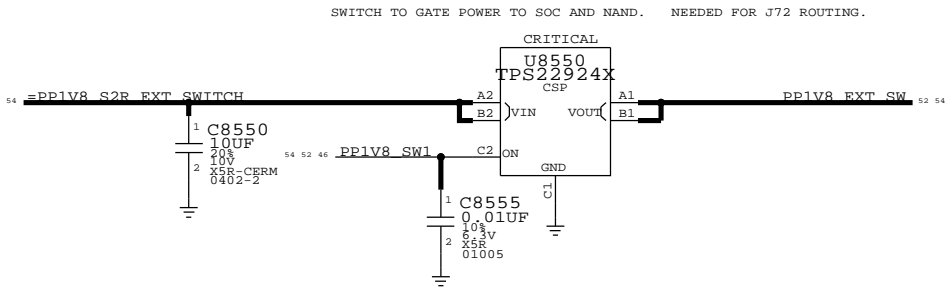 SWITCH TO GATE POWER TO SOC AND NAND. NEEDED FOR J72 ROUTING.
CRITICAL
U8550
TPS22924X
CSP
54 =PP1V8_S2R_EXT_SWITCH
A2
B2
VIN
VOUT
A1
B1
PP1V8_EXT_SW 52 54
1 C8550
10UF
20%
10V
2 X5R-CERM
0402-2
54 52 46 PP1V8_SW1
C2 ON
GND
C1
1 C8555
0.01UF
10%
6.3V
2 X5R
01005